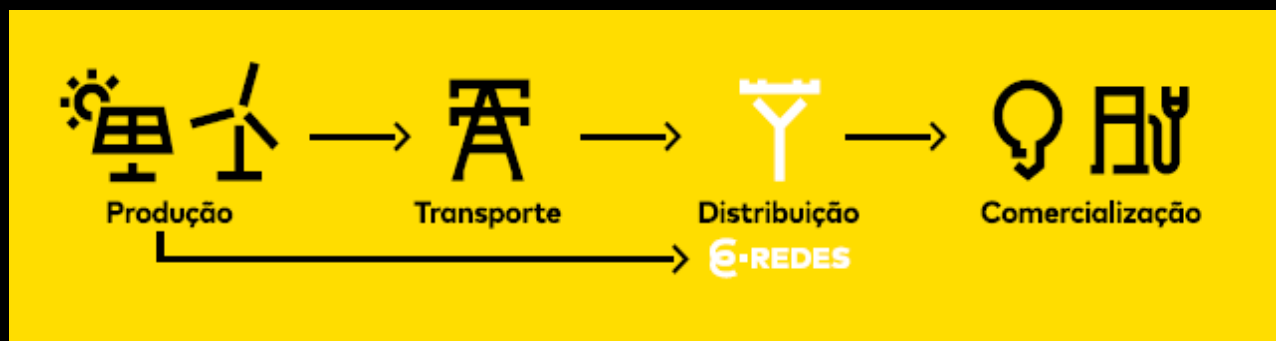 Produção
Transporte
Distribuição
Comercialização
E-REDES